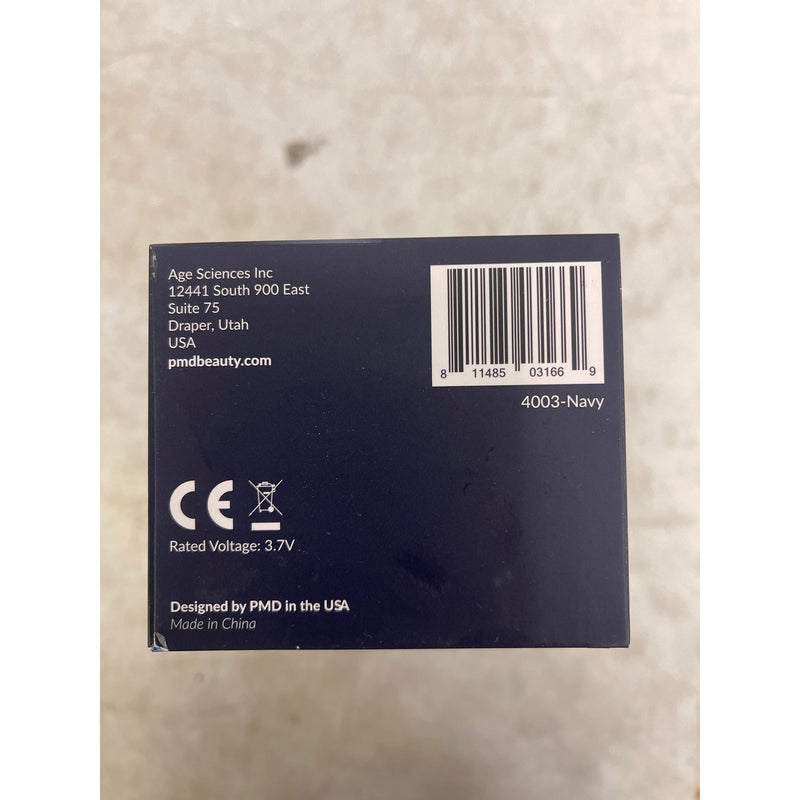 Age Sciences Inc
12441 South 900 East
Suite 75
Draper, Utah
USA
pmdbeauty.com
8 11485 03166 9
4003-Navy
CE
Rated Voltage: 3.7V
Designed by PMD in the USA
Made in China